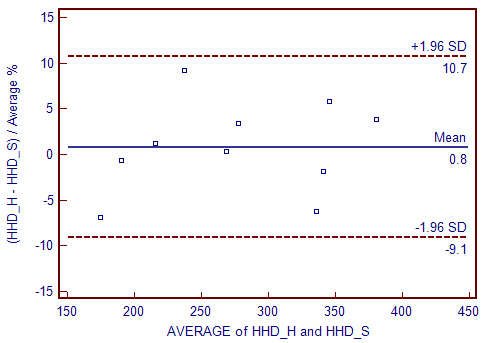 15
10
5
0
-5
-10
-15
(HHD_H - HHD_S) / Average %
+1.96 SD
10.7
Mean
0.8
-1.96 SD
-9.1
150 200 250 300 350 400 450
AVERAGE of HHD_H and HHD_S